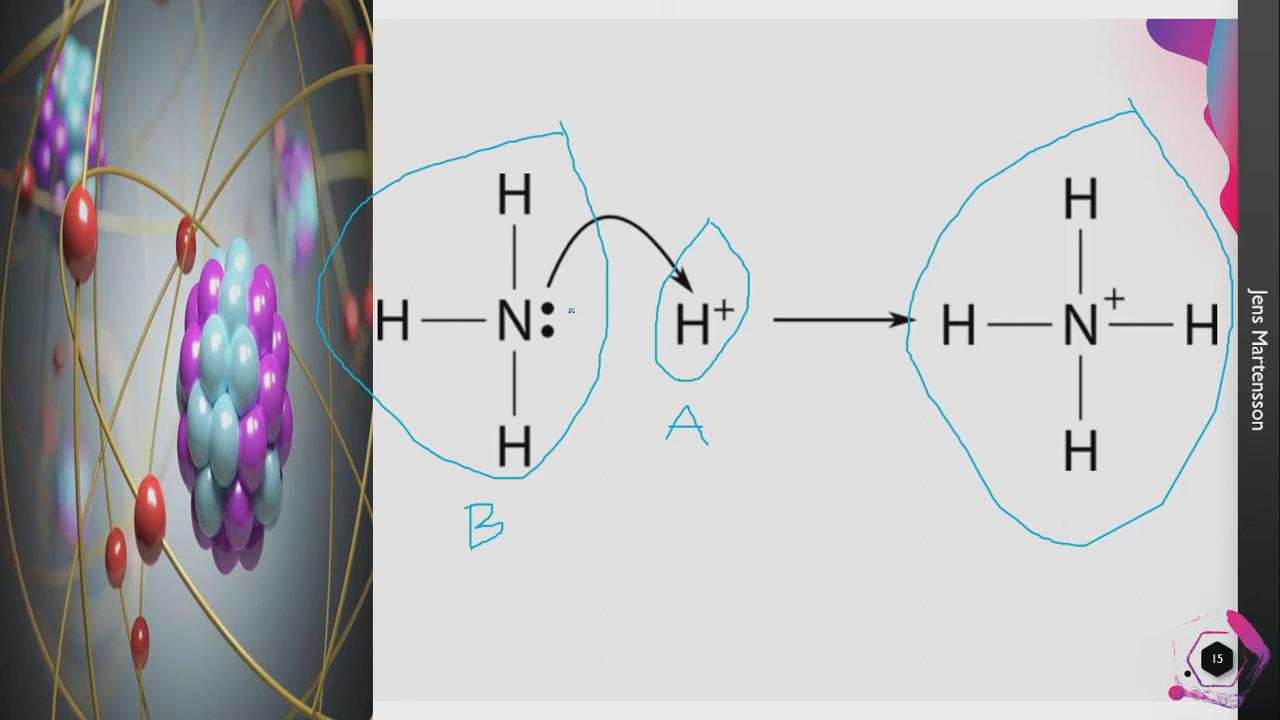 H H
H — N : H⁺ ⟶ H — N⁺ — H
H H
A
B
Jens Martensson
15